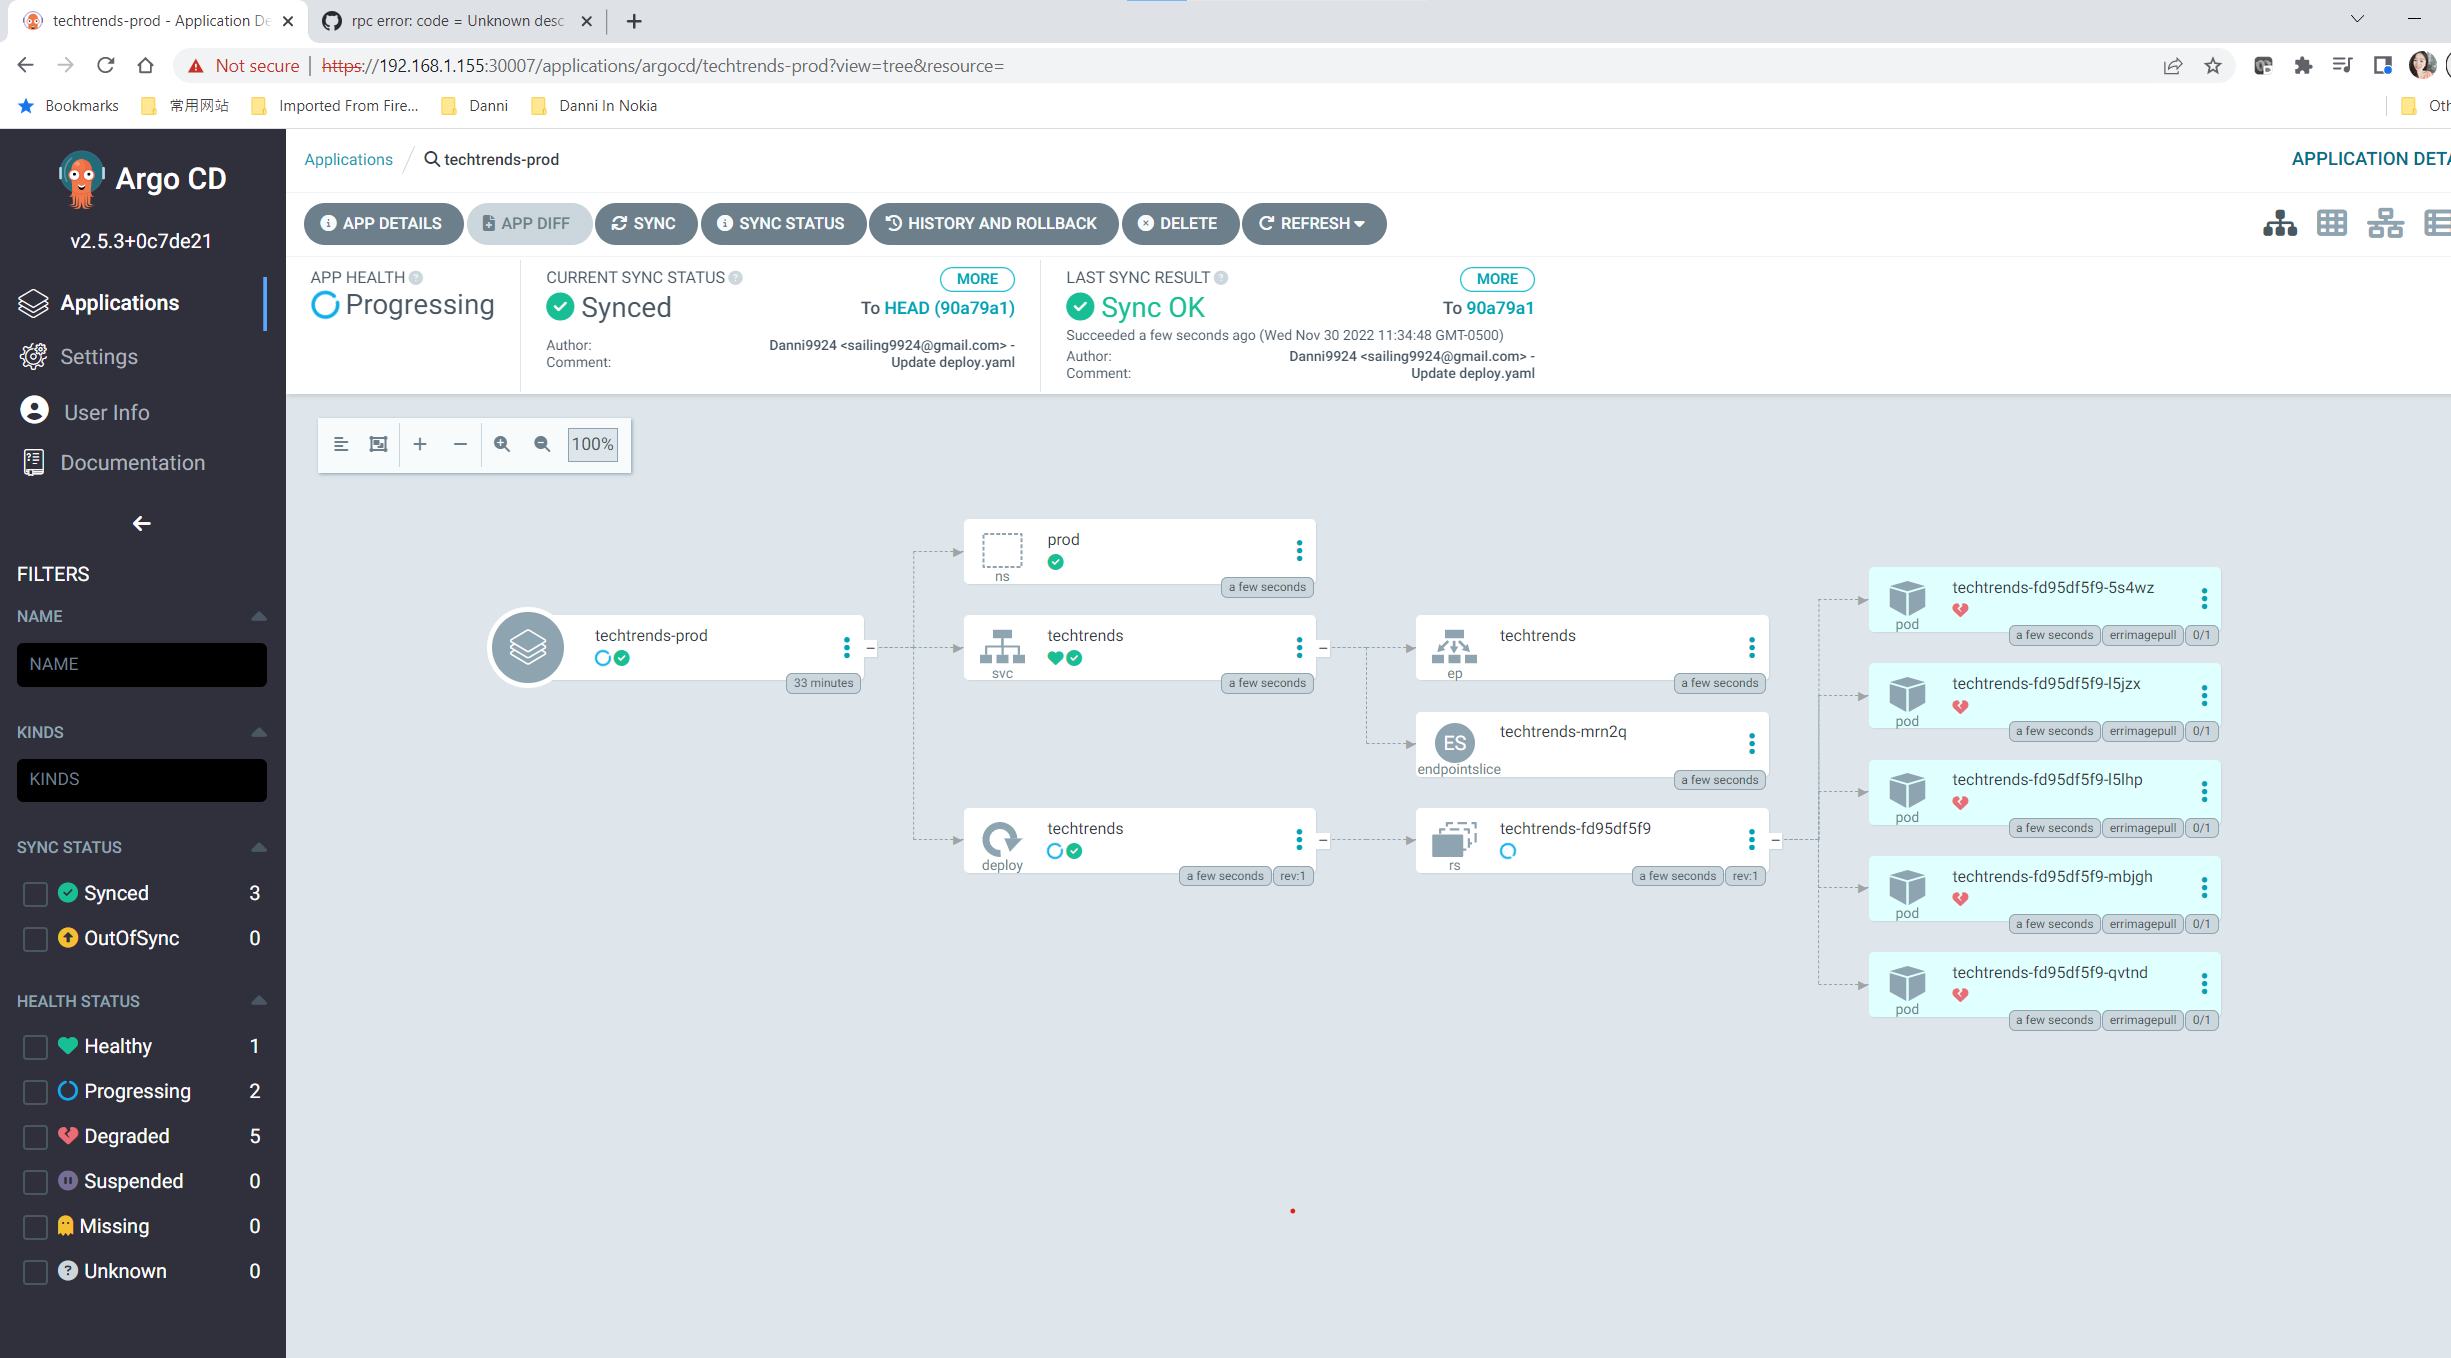 techtrends-prod - Application De
rpc error: code = Unknown desc
Not secure
https://192.168.1.155:30007/applications/argocd/techtrends-prod?view=tree&resource=
Bookmarks
常用网站
Imported From Fire...
Danni
Danni In Nokia
Oth
Argo CD
v2.5.3+0c7de21
Applications
Settings
User Info
Documentation
FILTERS
NAME
NAME
KINDS
KINDS
SYNC STATUS
Synced 3
OutOfSync 0
HEALTH STATUS
Healthy 1
Progressing 2
Degraded 5
Suspended 0
Missing 0
Unknown 0
Applications / techtrends-prod
APPLICATION DETA
APP DETAILS
APP DIFF
SYNC
SYNC STATUS
HISTORY AND ROLLBACK
DELETE
REFRESH
APP HEALTH
Progressing
CURRENT SYNC STATUS
MORE
Synced
To HEAD (90a79a1)
Author: Danni9924 <sailing9924@gmail.com> -
Comment: Update deploy.yaml
LAST SYNC RESULT
MORE
Sync OK
To 90a79a1
Succeeded a few seconds ago (Wed Nov 30 2022 11:34:48 GMT-0500)
Author: Danni9924 <sailing9924@gmail.com> -
Comment: Update deploy.yaml
100%
techtrends-prod
33 minutes
prod
ns
a few seconds
techtrends
svc
a few seconds
techtrends
deploy
a few seconds rev:1
techtrends
ep
a few seconds
ES
techtrends-mrn2q
endpointslice
a few seconds
techtrends-fd95df5f9
rs
a few seconds rev:1
techtrends-fd95df5f9-5s4wz
pod
a few seconds errimagepull 0/1
techtrends-fd95df5f9-l5jzx
pod
a few seconds errimagepull 0/1
techtrends-fd95df5f9-l5lhp
pod
a few seconds errimagepull 0/1
techtrends-fd95df5f9-mbjgh
pod
a few seconds errimagepull 0/1
techtrends-fd95df5f9-qvtnd
pod
a few seconds errimagepull 0/1